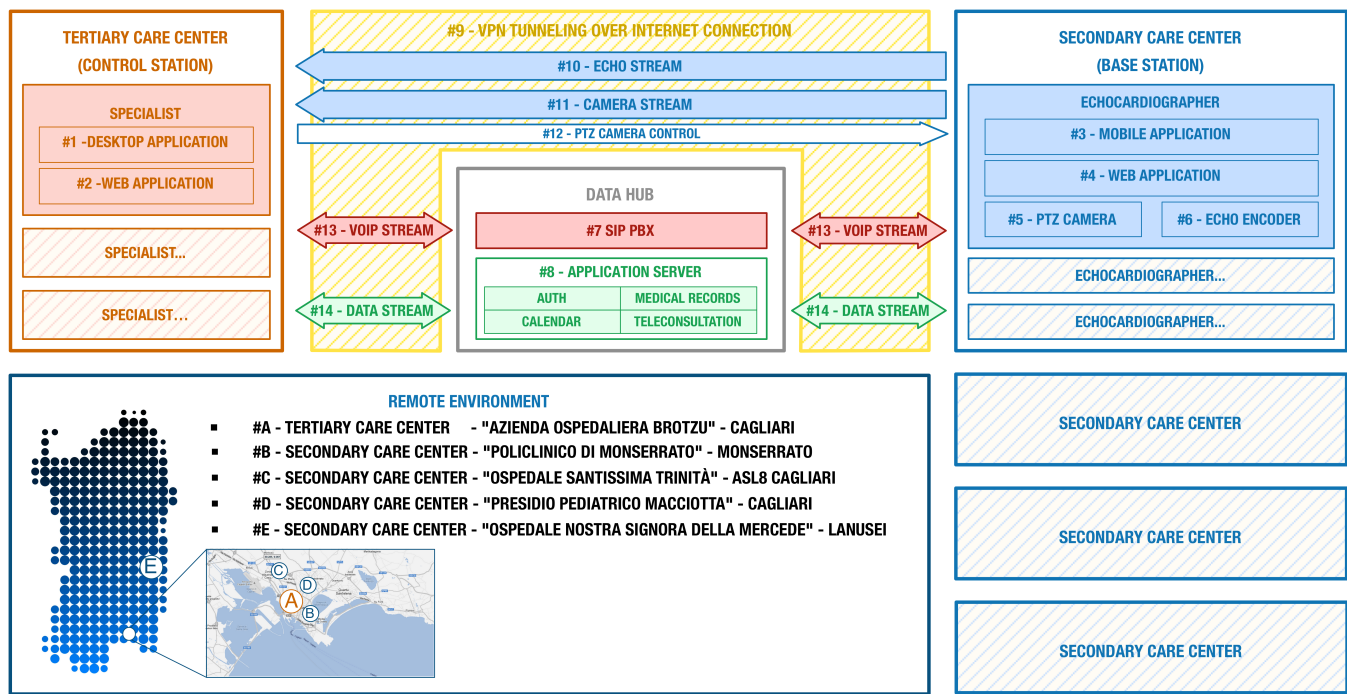 TERTIARY CARE CENTER
(CONTROL STATION)
SPECIALIST
#1 -DESKTOP APPLICATION
#2 -WEB APPLICATION
SPECIALIST...
SPECIALIST...
#9 - VPN TUNNELING OVER INTERNET CONNECTION
#10 - ECHO STREAM
#11 - CAMERA STREAM
#12 - PTZ CAMERA CONTROL
DATA HUB
#13 - VOIP STREAM
#7 SIP PBX
#13 - VOIP STREAM
#8 - APPLICATION SERVER
AUTH
MEDICAL RECORDS
CALENDAR
TELECONSULTATION
#14 - DATA STREAM
#14 - DATA STREAM
SECONDARY CARE CENTER
(BASE STATION)
ECHOCARDIOGRAPHER
#3 - MOBILE APPLICATION
#4 - WEB APPLICATION
#5 - PTZ CAMERA
#6 - ECHO ENCODER
ECHOCARDIOGRAPHER...
ECHOCARDIOGRAPHER...
REMOTE ENVIRONMENT
▪ #A - TERTIARY CARE CENTER - "AZIENDA OSPEDALIERA BROTZU" - CAGLIARI
▪ #B - SECONDARY CARE CENTER - "POLICLINICO DI MONSERRATO" - MONSERRATO
▪ #C - SECONDARY CARE CENTER - "OSPEDALE SANTISSIMA TRINITÀ" - ASL8 CAGLIARI
▪ #D - SECONDARY CARE CENTER - "PRESIDIO PEDIATRICO MACCIOTTA" - CAGLIARI
▪ #E - SECONDARY CARE CENTER - "OSPEDALE NOSTRA SIGNORA DELLA MERCEDE" - LANUSEI
E
C
D
A
B
SECONDARY CARE CENTER
SECONDARY CARE CENTER
SECONDARY CARE CENTER